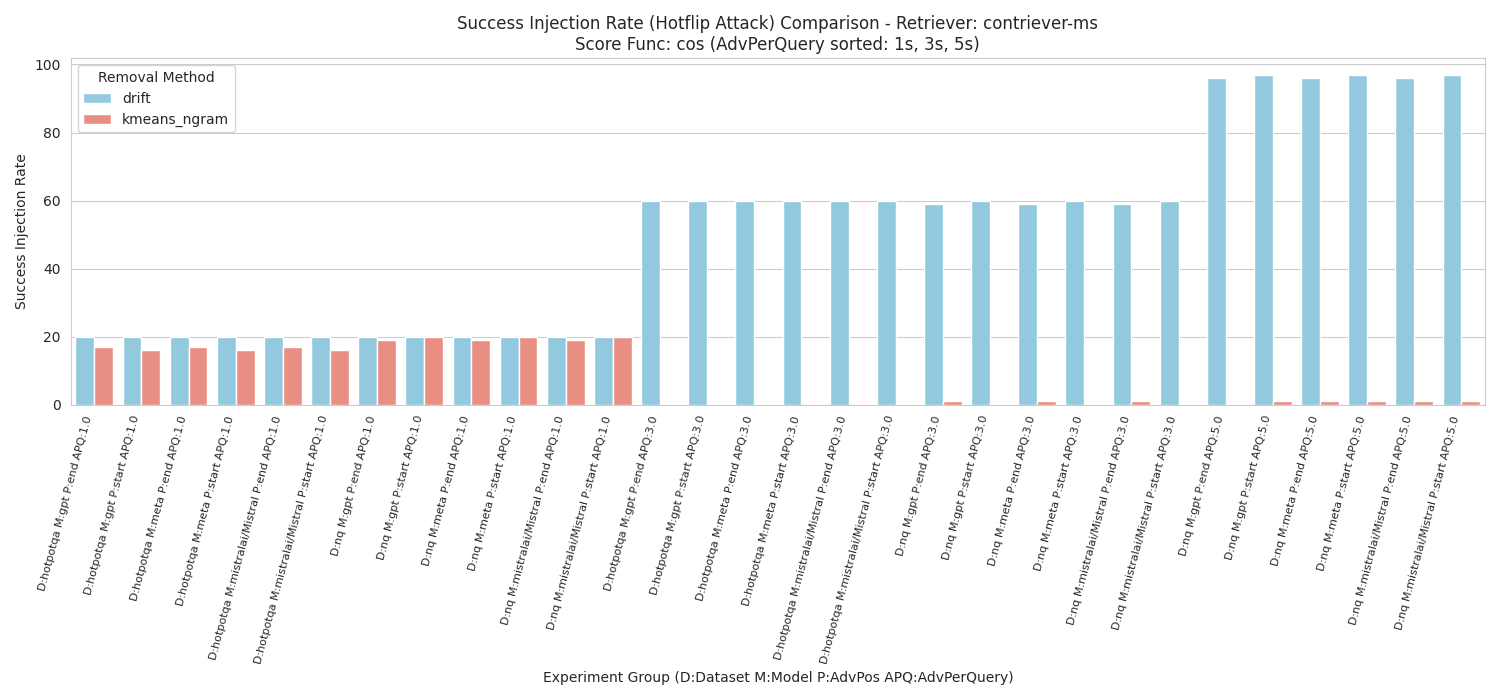 Success Injection Rate (Hotflip Attack) Comparison - Retriever: contriever-ms
Score Func: cos (AdvPerQuery sorted: 1s, 3s, 5s)
Removal Method
drift
kmeans_ngram
Success Injection Rate
100
80
60
40
20
0
D:hotpotqa M:gpt P:end APQ:1.0
D:hotpotqa M:gpt P:start APQ:1.0
D:hotpotqa M:meta P:end APQ:1.0
D:hotpotqa M:meta P:start APQ:1.0
D:hotpotqa M:mistralai/Mistral P:end APQ:1.0
D:hotpotqa M:mistralai/Mistral P:start APQ:1.0
D:nq M:gpt P:end APQ:1.0
D:nq M:gpt P:start APQ:1.0
D:nq M:meta P:end APQ:1.0
D:nq M:meta P:start APQ:1.0
D:nq M:mistralai/Mistral P:end APQ:1.0
D:nq M:mistralai/Mistral P:start APQ:1.0
D:hotpotqa M:gpt P:end APQ:3.0
D:hotpotqa M:gpt P:start APQ:3.0
D:hotpotqa M:meta P:end APQ:3.0
D:hotpotqa M:meta P:start APQ:3.0
D:hotpotqa M:mistralai/Mistral P:end APQ:3.0
D:hotpotqa M:mistralai/Mistral P:start APQ:3.0
D:nq M:gpt P:end APQ:3.0
D:nq M:gpt P:start APQ:3.0
D:nq M:meta P:end APQ:3.0
D:nq M:meta P:start APQ:3.0
D:nq M:mistralai/Mistral P:end APQ:3.0
D:nq M:mistralai/Mistral P:start APQ:3.0
D:nq M:gpt P:end APQ:5.0
D:nq M:gpt P:start APQ:5.0
D:nq M:meta P:end APQ:5.0
D:nq M:meta P:start APQ:5.0
D:nq M:mistralai/Mistral P:end APQ:5.0
D:nq M:mistralai/Mistral P:start APQ:5.0
Experiment Group (D:Dataset M:Model P:AdvPos APQ:AdvPerQuery)